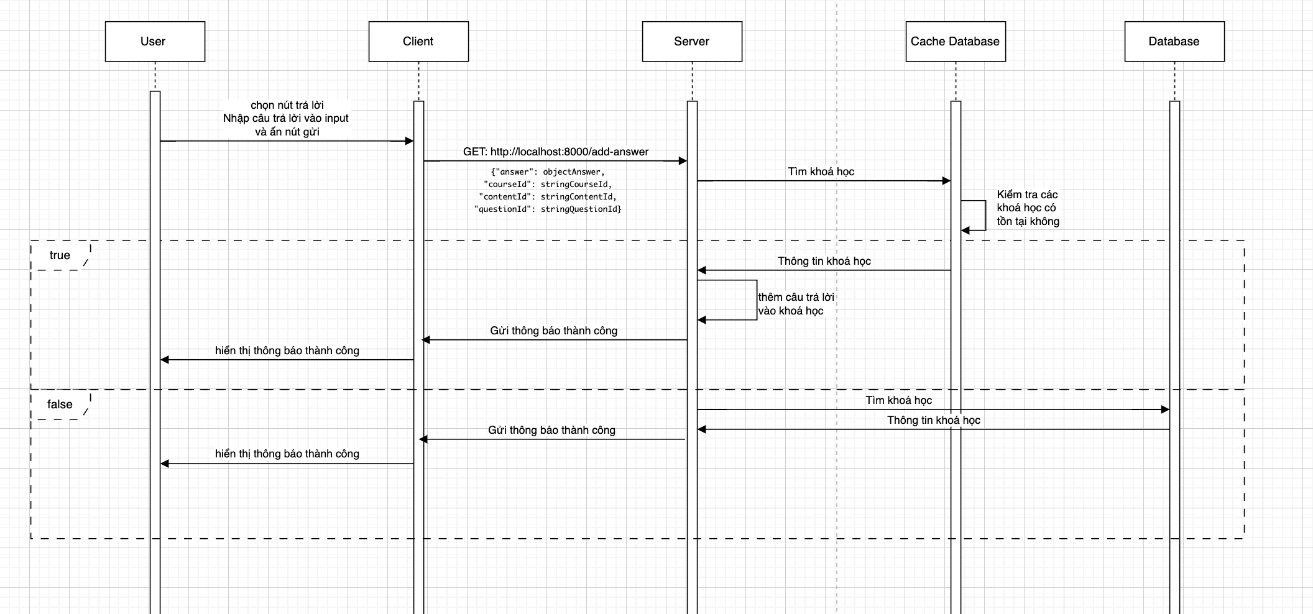 User
Client
Server
Cache Database
Database
chọn nút trả lời
Nhập câu trả lời vào input
và ấn nút gửi
GET: http://localhost:8000/add-answer
{"answer": objectAnswer,
"courseId": stringCourseId,
"contentId": stringContentId,
"questionId": stringQuestionId}
Tìm khoá học
Kiểm tra các
khoá học có
tồn tại không
true
Thông tin khoá học
thêm câu trả lời
vào khoá học
Gửi thông báo thành công
hiển thị thông báo thành công
false
Tìm khoá học
Thông tin khoá học
Gửi thông báo thành công
hiển thị thông báo thành công